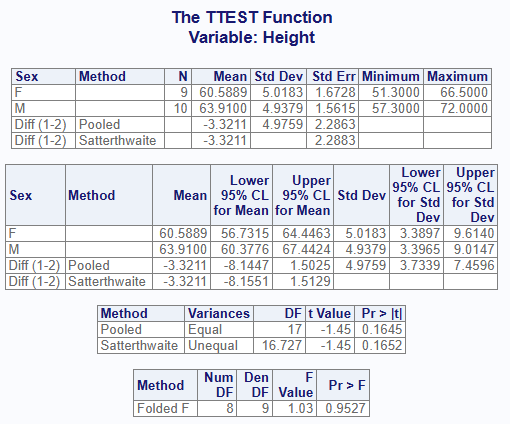 The TTEST Function
Variable: Height
Sex Method N Mean Std Dev Std Err Minimum Maximum
F 9 60.5889 5.0183 1.6728 51.3000 66.5000
M 10 63.9100 4.9379 1.5615 57.3000 72.0000
Diff (1-2) Pooled -3.3211 4.9759 2.2863
Diff (1-2) Satterthwaite -3.3211 2.2883
Sex Method Mean Lower 95% CL for Mean Upper 95% CL for Mean Std Dev Lower 95% CL for Std Dev Upper 95% CL for Std Dev
F 60.5889 56.7315 64.4463 5.0183 3.3897 9.6140
M 63.9100 60.3776 67.4424 4.9379 3.3965 9.0147
Diff (1-2) Pooled -3.3211 -8.1447 1.5025 4.9759 3.7339 7.4596
Diff (1-2) Satterthwaite -3.3211 -8.1551 1.5129
Method Variances DF t Value Pr > |t|
Pooled Equal 17 -1.45 0.1645
Satterthwaite Unequal 16.727 -1.45 0.1652
Method Num DF Den DF F Value Pr > F
Folded F 8 9 1.03 0.9527